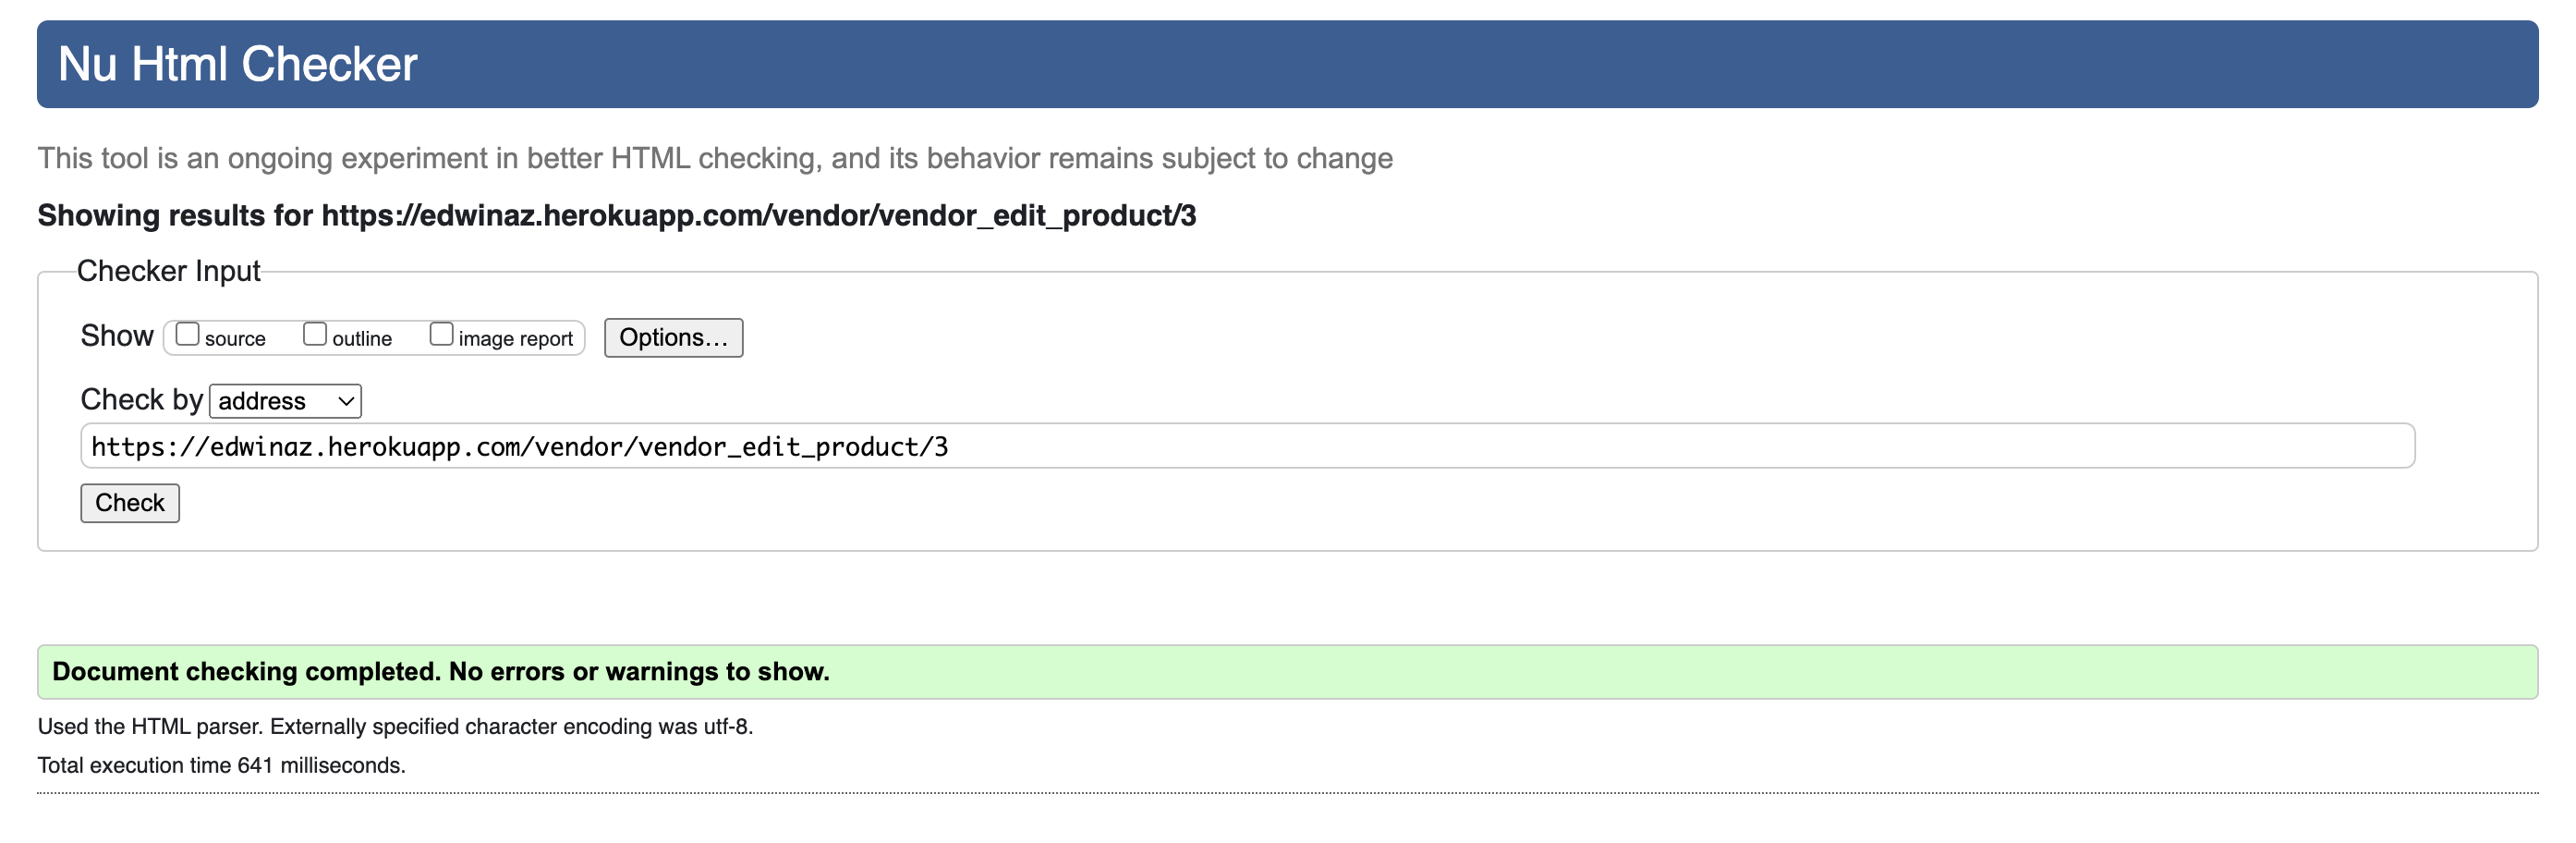 Nu Html Checker
This tool is an ongoing experiment in better HTML checking, and its behavior remains subject to change
Showing results for https://edwinaz.herokuapp.com/vendor/vendor_edit_product/3
Checker Input
Show source outline image report Options...
Check by address
https://edwinaz.herokuapp.com/vendor/vendor_edit_product/3
Check
Document checking completed. No errors or warnings to show.
Used the HTML parser. Externally specified character encoding was utf-8.
Total execution time 641 milliseconds.